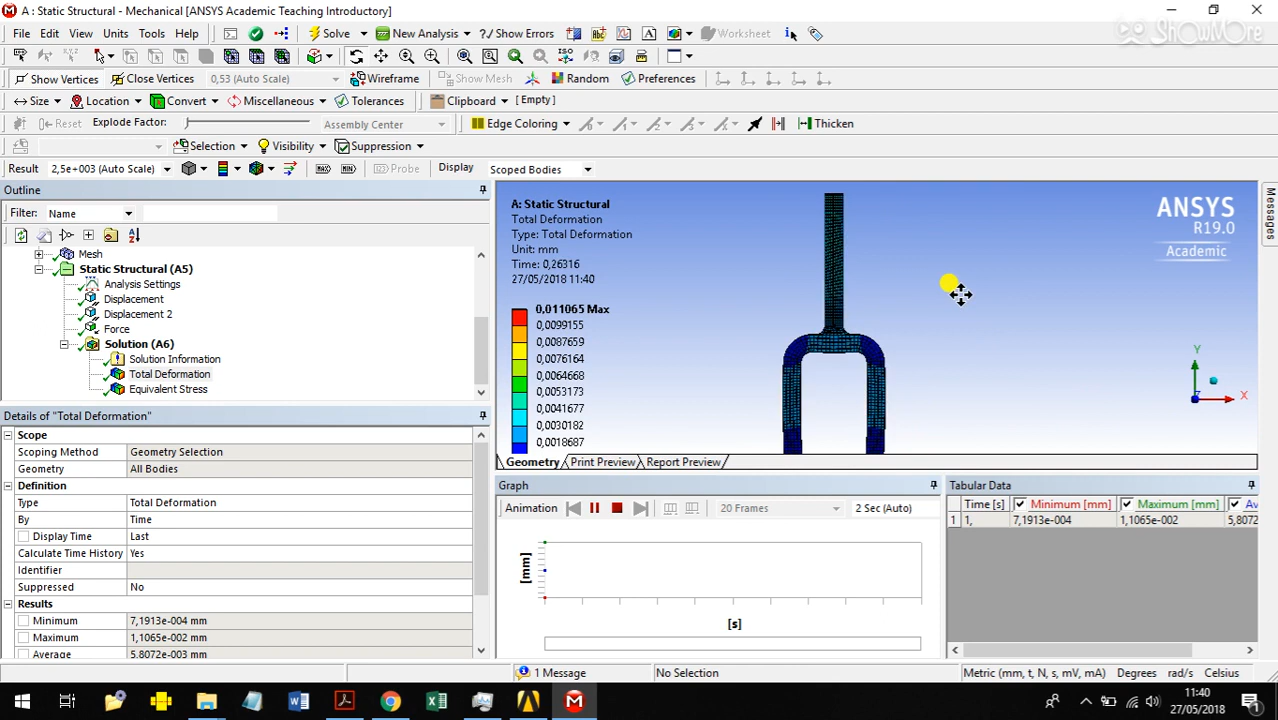 A : Static Structural - Mechanical [ANSYS Academic Teaching Introductory]
ShowMore
File Edit View Units Tools Help Solve New Analysis Show Errors Worksheet
Show Vertices Close Vertices 0,53 (Auto Scale) Wireframe Show Mesh Random Preferences
Size Location Convert Miscellaneous Tolerances Clipboard [ Empty ]
Reset Explode Factor: Assembly Center Edge Coloring Thicken
Selection Visibility Suppression
Result 2,5e+003 (Auto Scale) Probe Display Scoped Bodies
Outline
Filter: Name
Mesh
Static Structural (A5)
Analysis Settings
Displacement
Displacement 2
Force
Solution (A6)
Solution Information
Total Deformation
Equivalent Stress
Details of "Total Deformation"
Scope
Scoping Method Geometry Selection
Geometry All Bodies
Definition
Type Total Deformation
By Time
Display Time Last
Calculate Time History Yes
Identifier
Suppressed No
Results
Minimum 7,1913e-004 mm
Maximum 1,1065e-002 mm
Average 5,8072e-003 mm
A: Static Structural
Total Deformation
Type: Total Deformation
Unit: mm
Time: 0,26316
27/05/2018 11:40
0,011065 Max
0,0099155
0,0087659
0,0076164
0,0064668
0,0053173
0,0041677
0,0030182
0,0018687
ANSYS
R19.0
Academic
Y
X
Z
Messages
Geometry Print Preview Report Preview
Graph
Animation 20 Frames 2 Sec (Auto)
[mm]
[s]
Tabular Data
Time [s] Minimum [mm] Maximum [mm] Av
1 1, 7,1913e-004 1,1065e-002 5,8072
1 Message No Selection Metric (mm, t, N, s, mV, mA) Degrees rad/s Celsius
11:40
27/05/2018
1